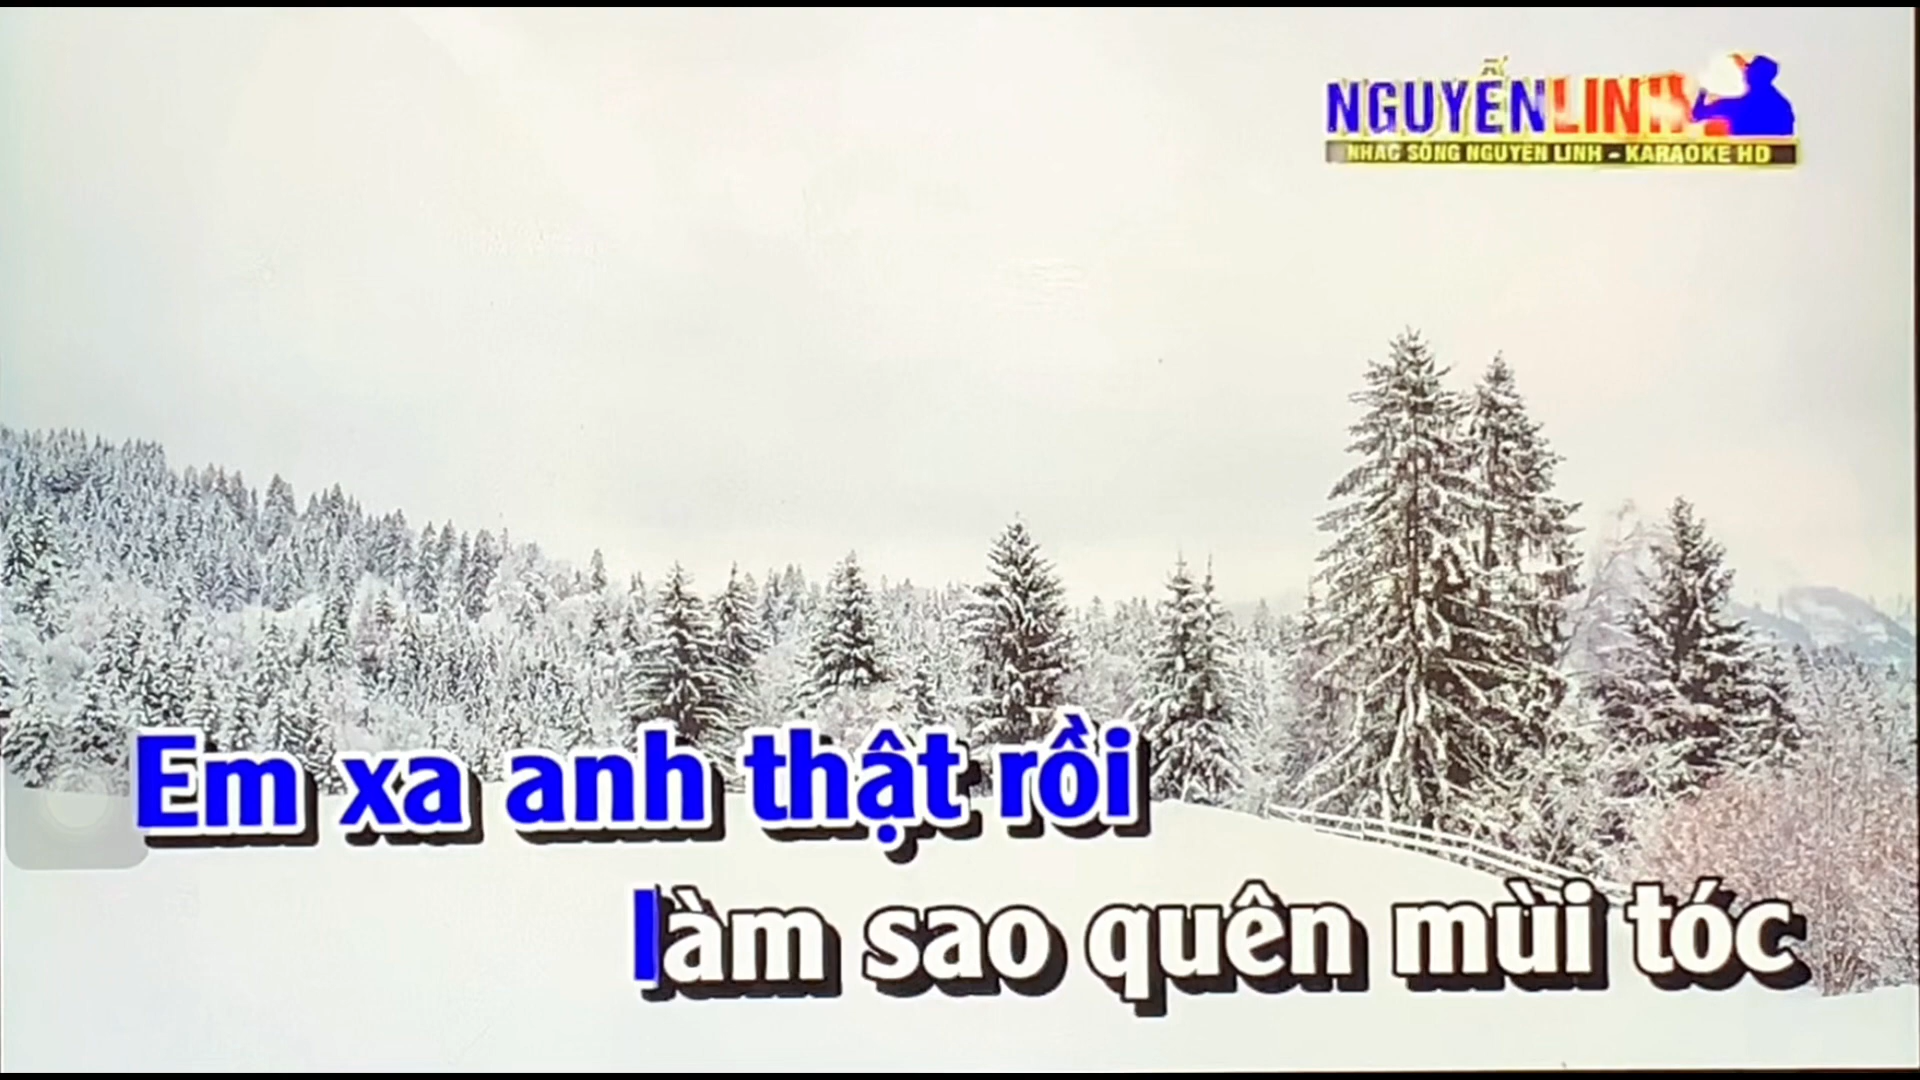 NGUYỄN LINH
NHẠC SỐNG NGUYỄN LINH - KARAOKE HD
Em xa anh thật rồi
làm sao quên mùi tóc